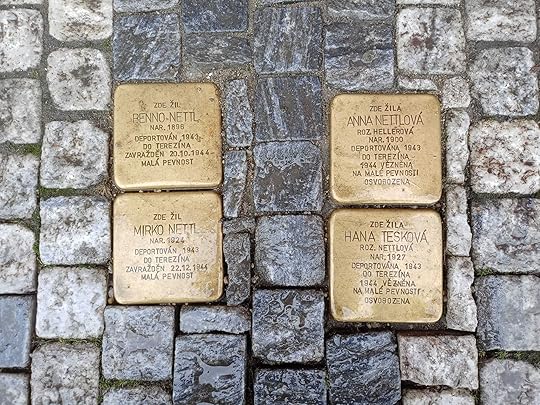 ZDE ŽIL
BENNO NETTL
NAR. 1896
DEPORTOVÁN 1943
DO TEREZÍNA
ZAVRAŽDĚN 20.10.1944
MALÁ PEVNOST
ZDE ŽILA
ANNA NETTLOVÁ
ROZ. HELLEROVÁ
NAR. 1900
DEPORTOVÁNA 1943
DO TEREZÍNA
1944 VĚZNĚNA
NA MALÉ PEVNOSTI
OSVOBOZENA
ZDE ŽIL
MIRKO NETTL
NAR. 1924
DEPORTOVÁN 1943
DO TEREZÍNA
ZAVRAŽDĚN 22.12.1944
MALÁ PEVNOST
ZDE ŽILA
HANA TESKOVÁ
ROZ. NETTLOVÁ
NAR. 1927
DEPORTOVÁNA 1943
DO TEREZÍNA
1944 VĚZNĚNA
NA MALÉ PEVNOSTI
OSVOBOZENA